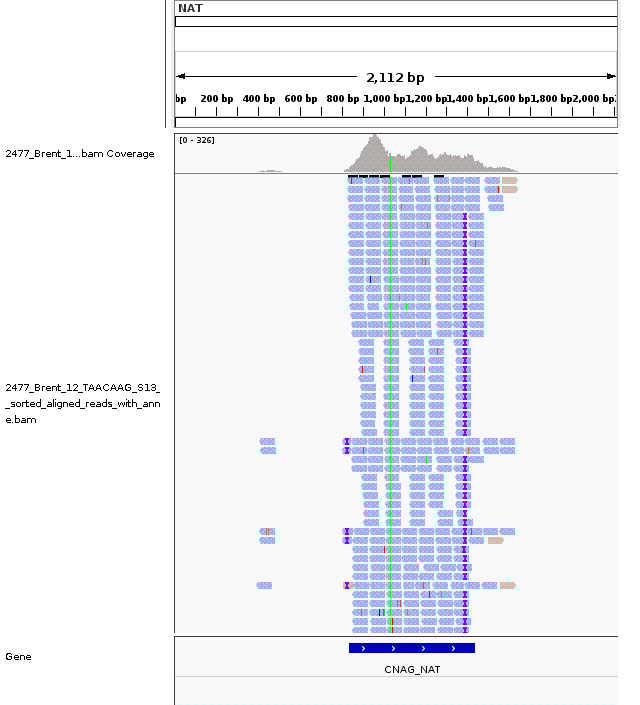 NAT
2,112 bp
bp 200 bp 400 bp 600 bp 800 bp 1,000 bp 1,200 bp 1,400 bp 1,600 bp 1,800 bp 2,000 bp
[0 - 326]
2477_Brent_1...bam Coverage
2477_Brent_12_TAACAAG_S18_
_sorted_aligned_reads_with_ann
e.bam
Gene
CNAG_NAT